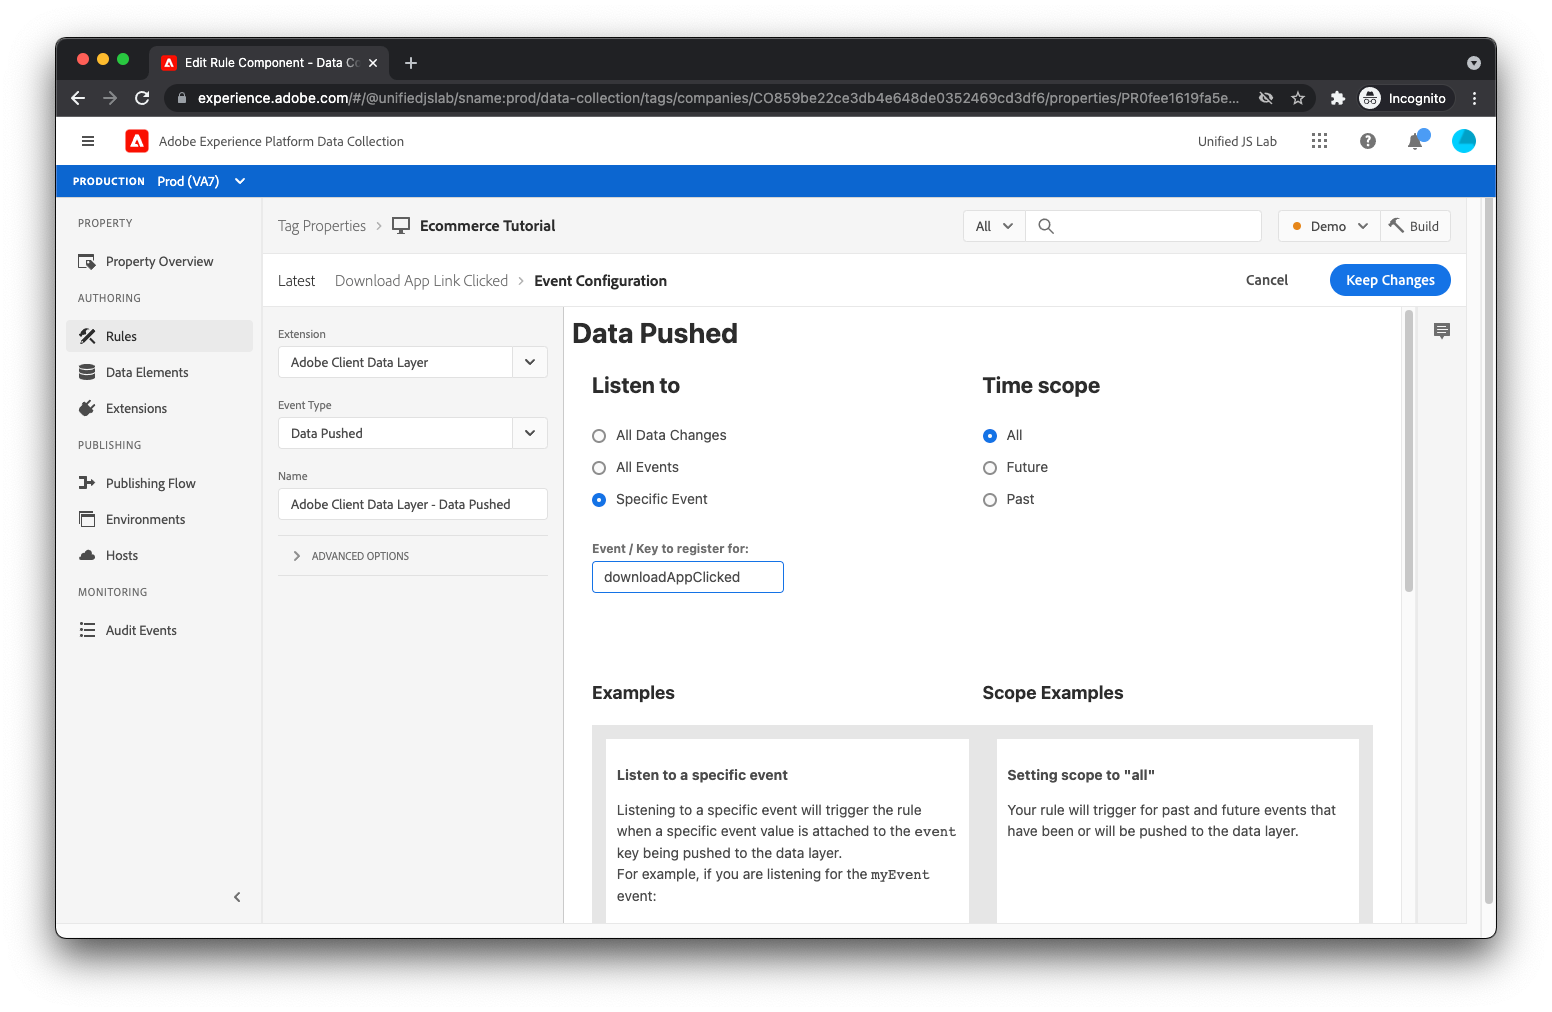 Edit Rule Component - Data Co
experience.adobe.com/#/@unifiedjslab/sname:prod/data-collection/tags/companies/CO859be22ce3db4e648de0352469cd3df6/properties/PR0fee1619fa5e...
Incognito
Adobe Experience Platform Data Collection
Unified JS Lab
PRODUCTION Prod (VA7)
PROPERTY
Property Overview
AUTHORING
Rules
Data Elements
Extensions
PUBLISHING
Publishing Flow
Environments
Hosts
MONITORING
Audit Events
Tag Properties > Ecommerce Tutorial
All
Demo
Build
Latest Download App Link Clicked > Event Configuration
Cancel
Keep Changes
Extension
Adobe Client Data Layer
Event Type
Data Pushed
Name
Adobe Client Data Layer - Data Pushed
ADVANCED OPTIONS
Data Pushed
Listen to
All Data Changes
All Events
Specific Event
Event / Key to register for:
downloadAppClicked
Time scope
All
Future
Past
Examples
Listen to a specific event
Listening to a specific event will trigger the rule
when a specific event value is attached to the event
key being pushed to the data layer.
For example, if you are listening for the myEvent
event:
Scope Examples
Setting scope to "all"
Your rule will trigger for past and future events that
have been or will be pushed to the data layer.